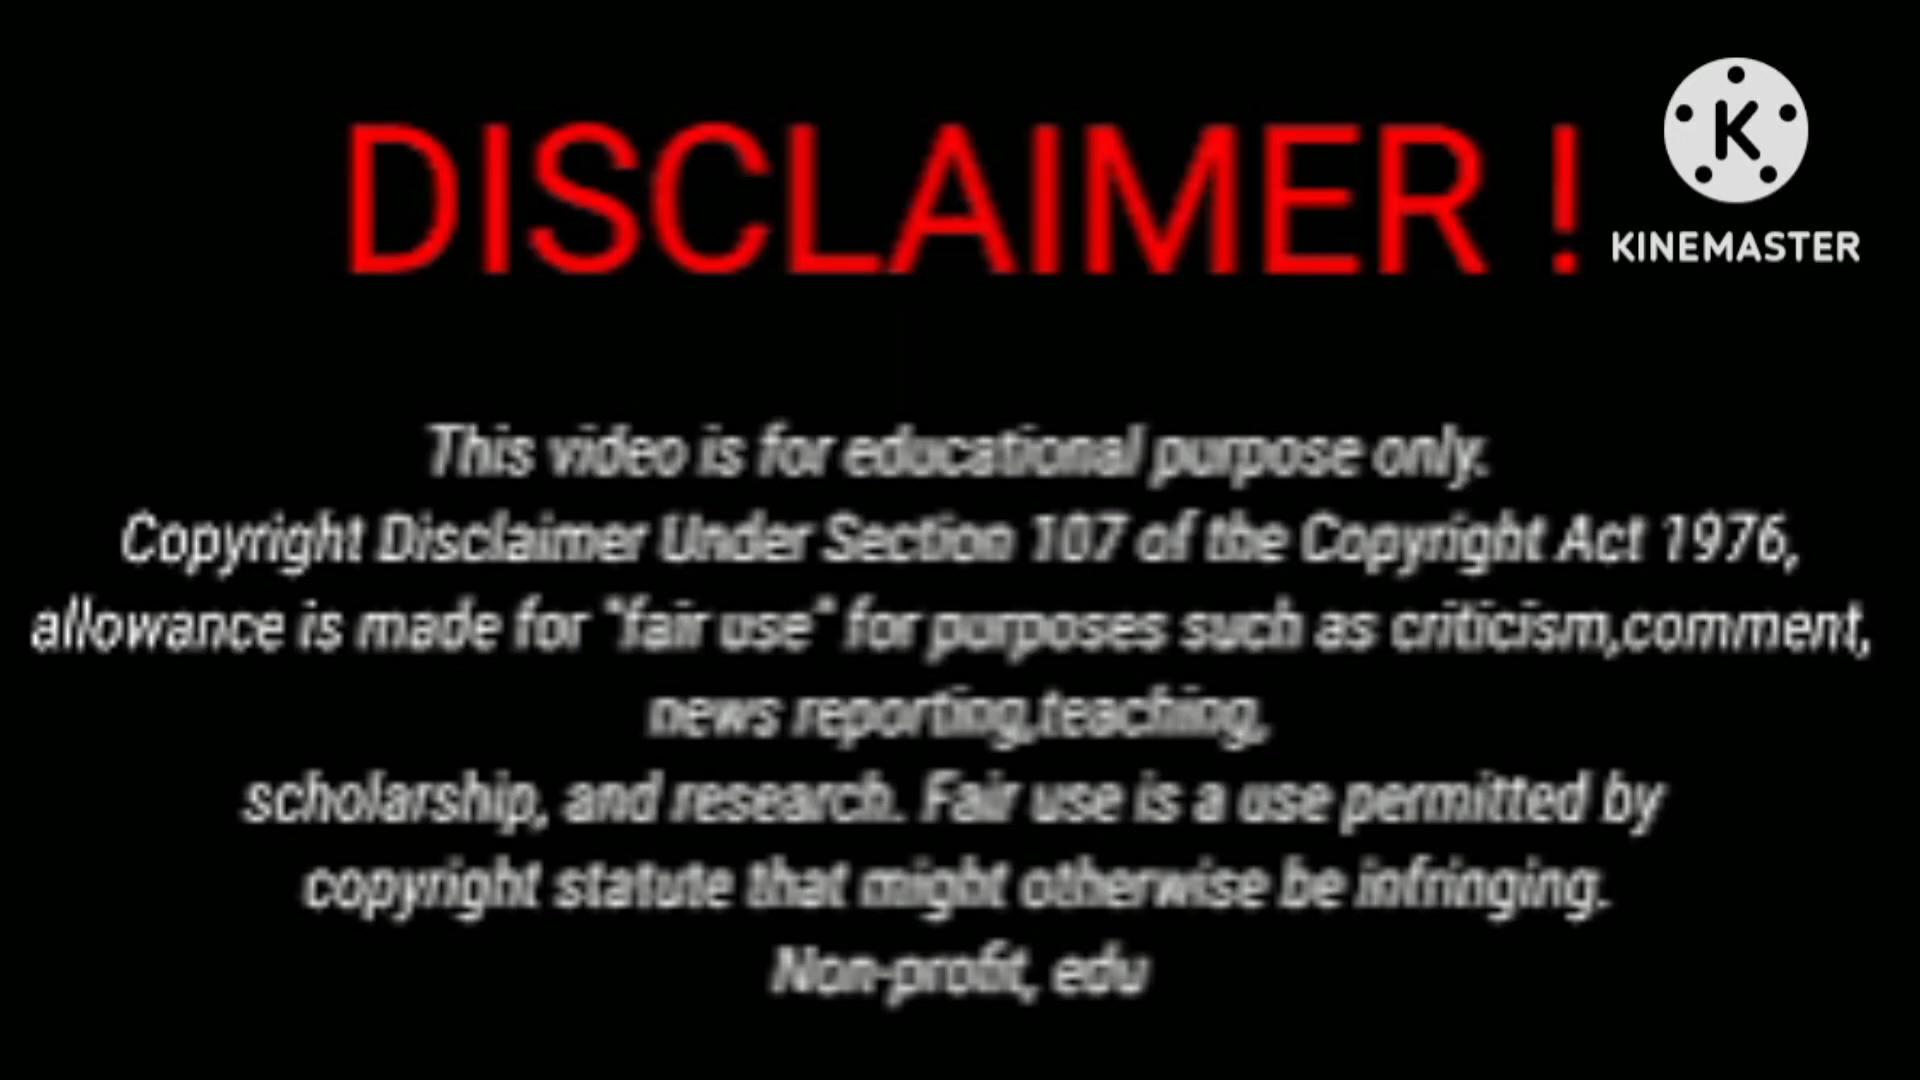 DISCLAIMER !
KINEMASTER
This video is for educational purpose only.
Copyright Disclaimer Under Section 107 of the Copyright Act 1976,
allowance is made for "fair use" for purposes such as criticism,comment,
news reporting,teaching,
scholarship, and research. Fair use is a use permitted by
copyright statute that might otherwise be infringing.
Non-profit, edu